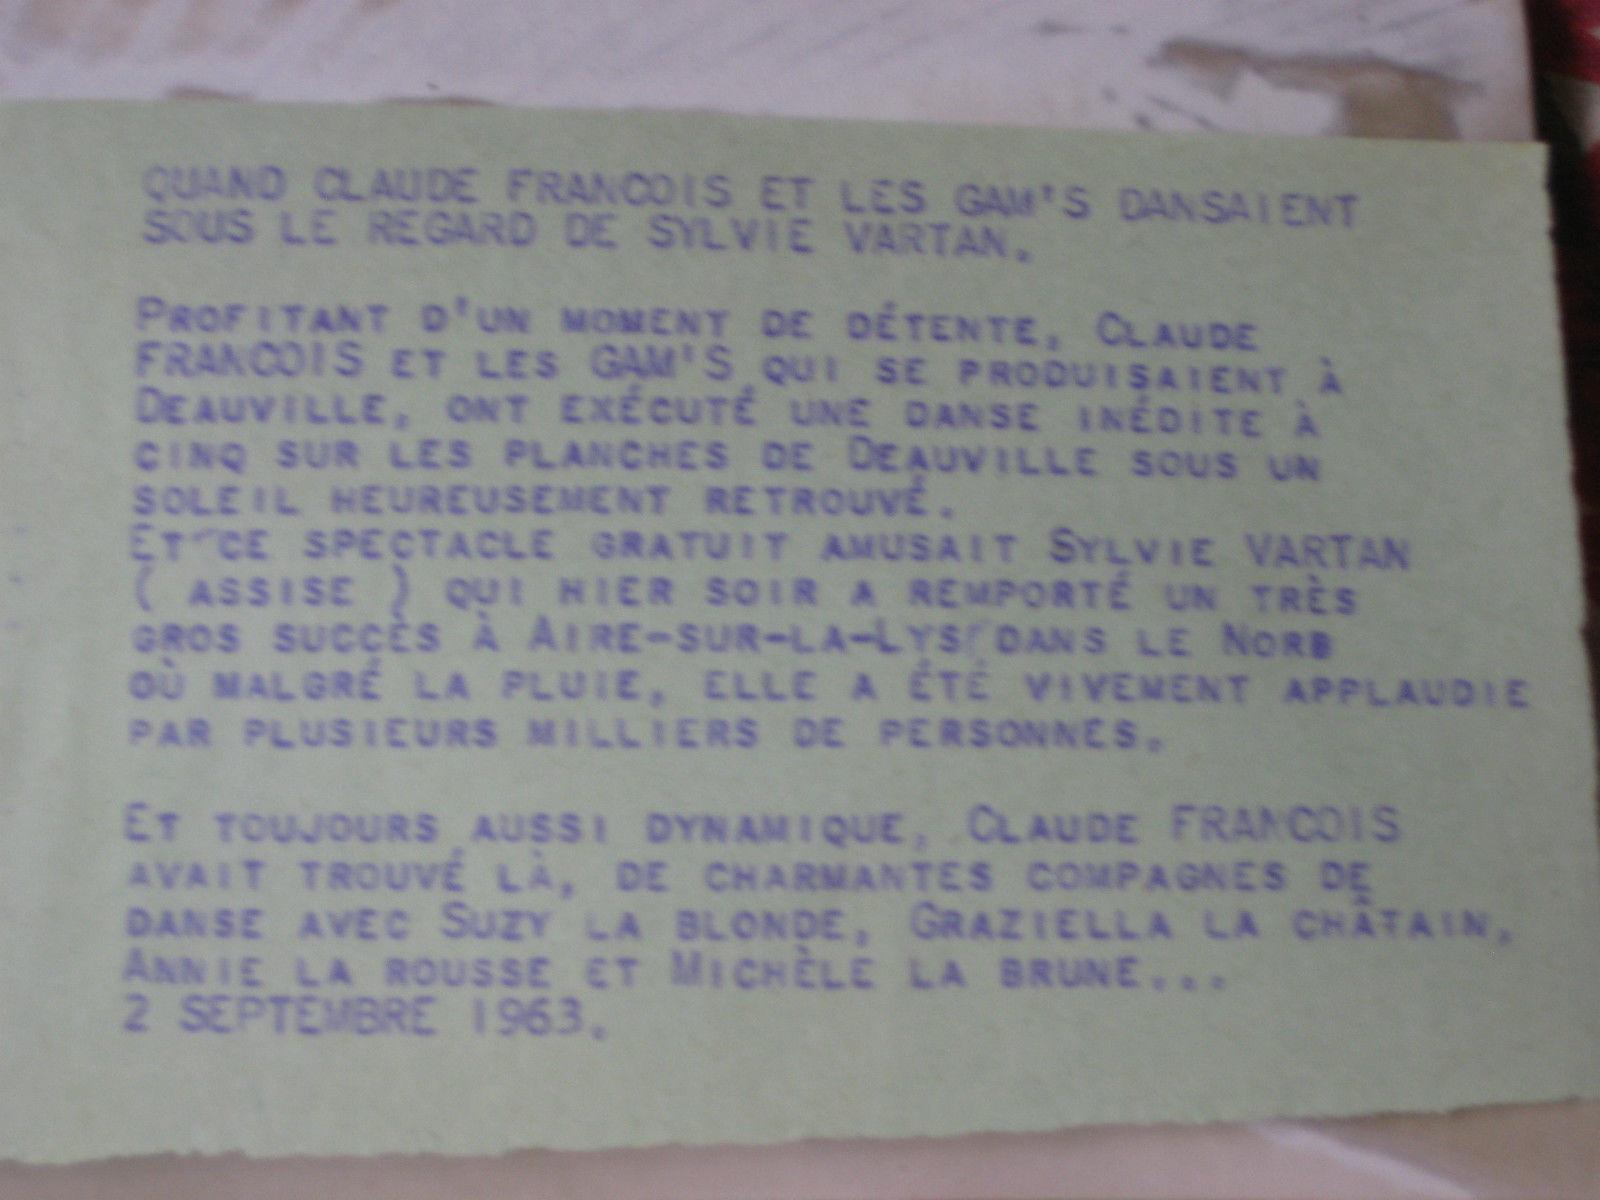 QUAND CLAUDE FRANCOIS ET LES GAM'S DANSAIENT
SOUS LE REGARD DE SYLVIE VARTAN.
PROFITANT D'UN MOMENT DE DÉTENTE, CLAUDE
FRANCOIS ET LES GAM'S QUI SE PRODUISAIENT À
DEAUVILLE, ONT EXÉCUTÉ UNE DANSE INÉDITE À
CINQ SUR LES PLANCHES DE DEAUVILLE SOUS UN
SOLEIL HEUREUSEMENT RETROUVÉ.
ET CE SPECTACLE GRATUIT AMUSAIT SYLVIE VARTAN
( ASSISE ) QUI HIER SOIR A REMPORTÉ UN TRÈS
GROS SUCCÈS À AIRE-SUR-LA-LYS DANS LE NORD
OÙ MALGRÉ LA PLUIE, ELLE A ÉTÉ VIVEMENT APPLAUDIE
PAR PLUSIEURS MILLIERS DE PERSONNES.
ET TOUJOURS AUSSI DYNAMIQUE, CLAUDE FRANCOIS
AVAIT TROUVÉ LÀ, DE CHARMANTES COMPAGNES DE
DANSE AVEC SUZY LA BLONDE, GRAZIELLA LA CHÂTAIN,
ANNIE LA ROUSSE ET MICHÈLE LA BRUNE...
2 SEPTEMBRE 1963.